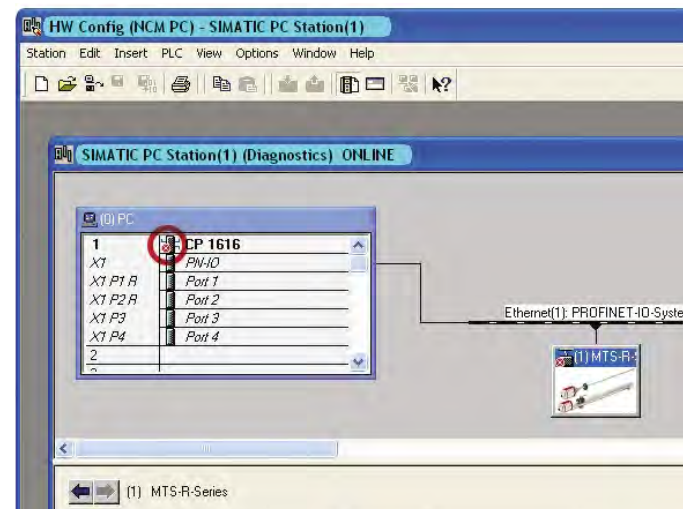 HW Config (NCM PC) - SIMATIC PC Station(1)
Station Edit Insert PLC View Options Window Help
SIMATIC PC Station(1) (Diagnostics) ONLINE
(0) PC
1 CP 1616
X1 PN-IO
X1 P1 R Port 1
X1 P2 R Port 2
X1 P3 Port 3
X1 P4 Port 4
2
Ethernet(1): PROFINET-IO-Syste
(1) MTS-R-S
(1) MTS-R-Series